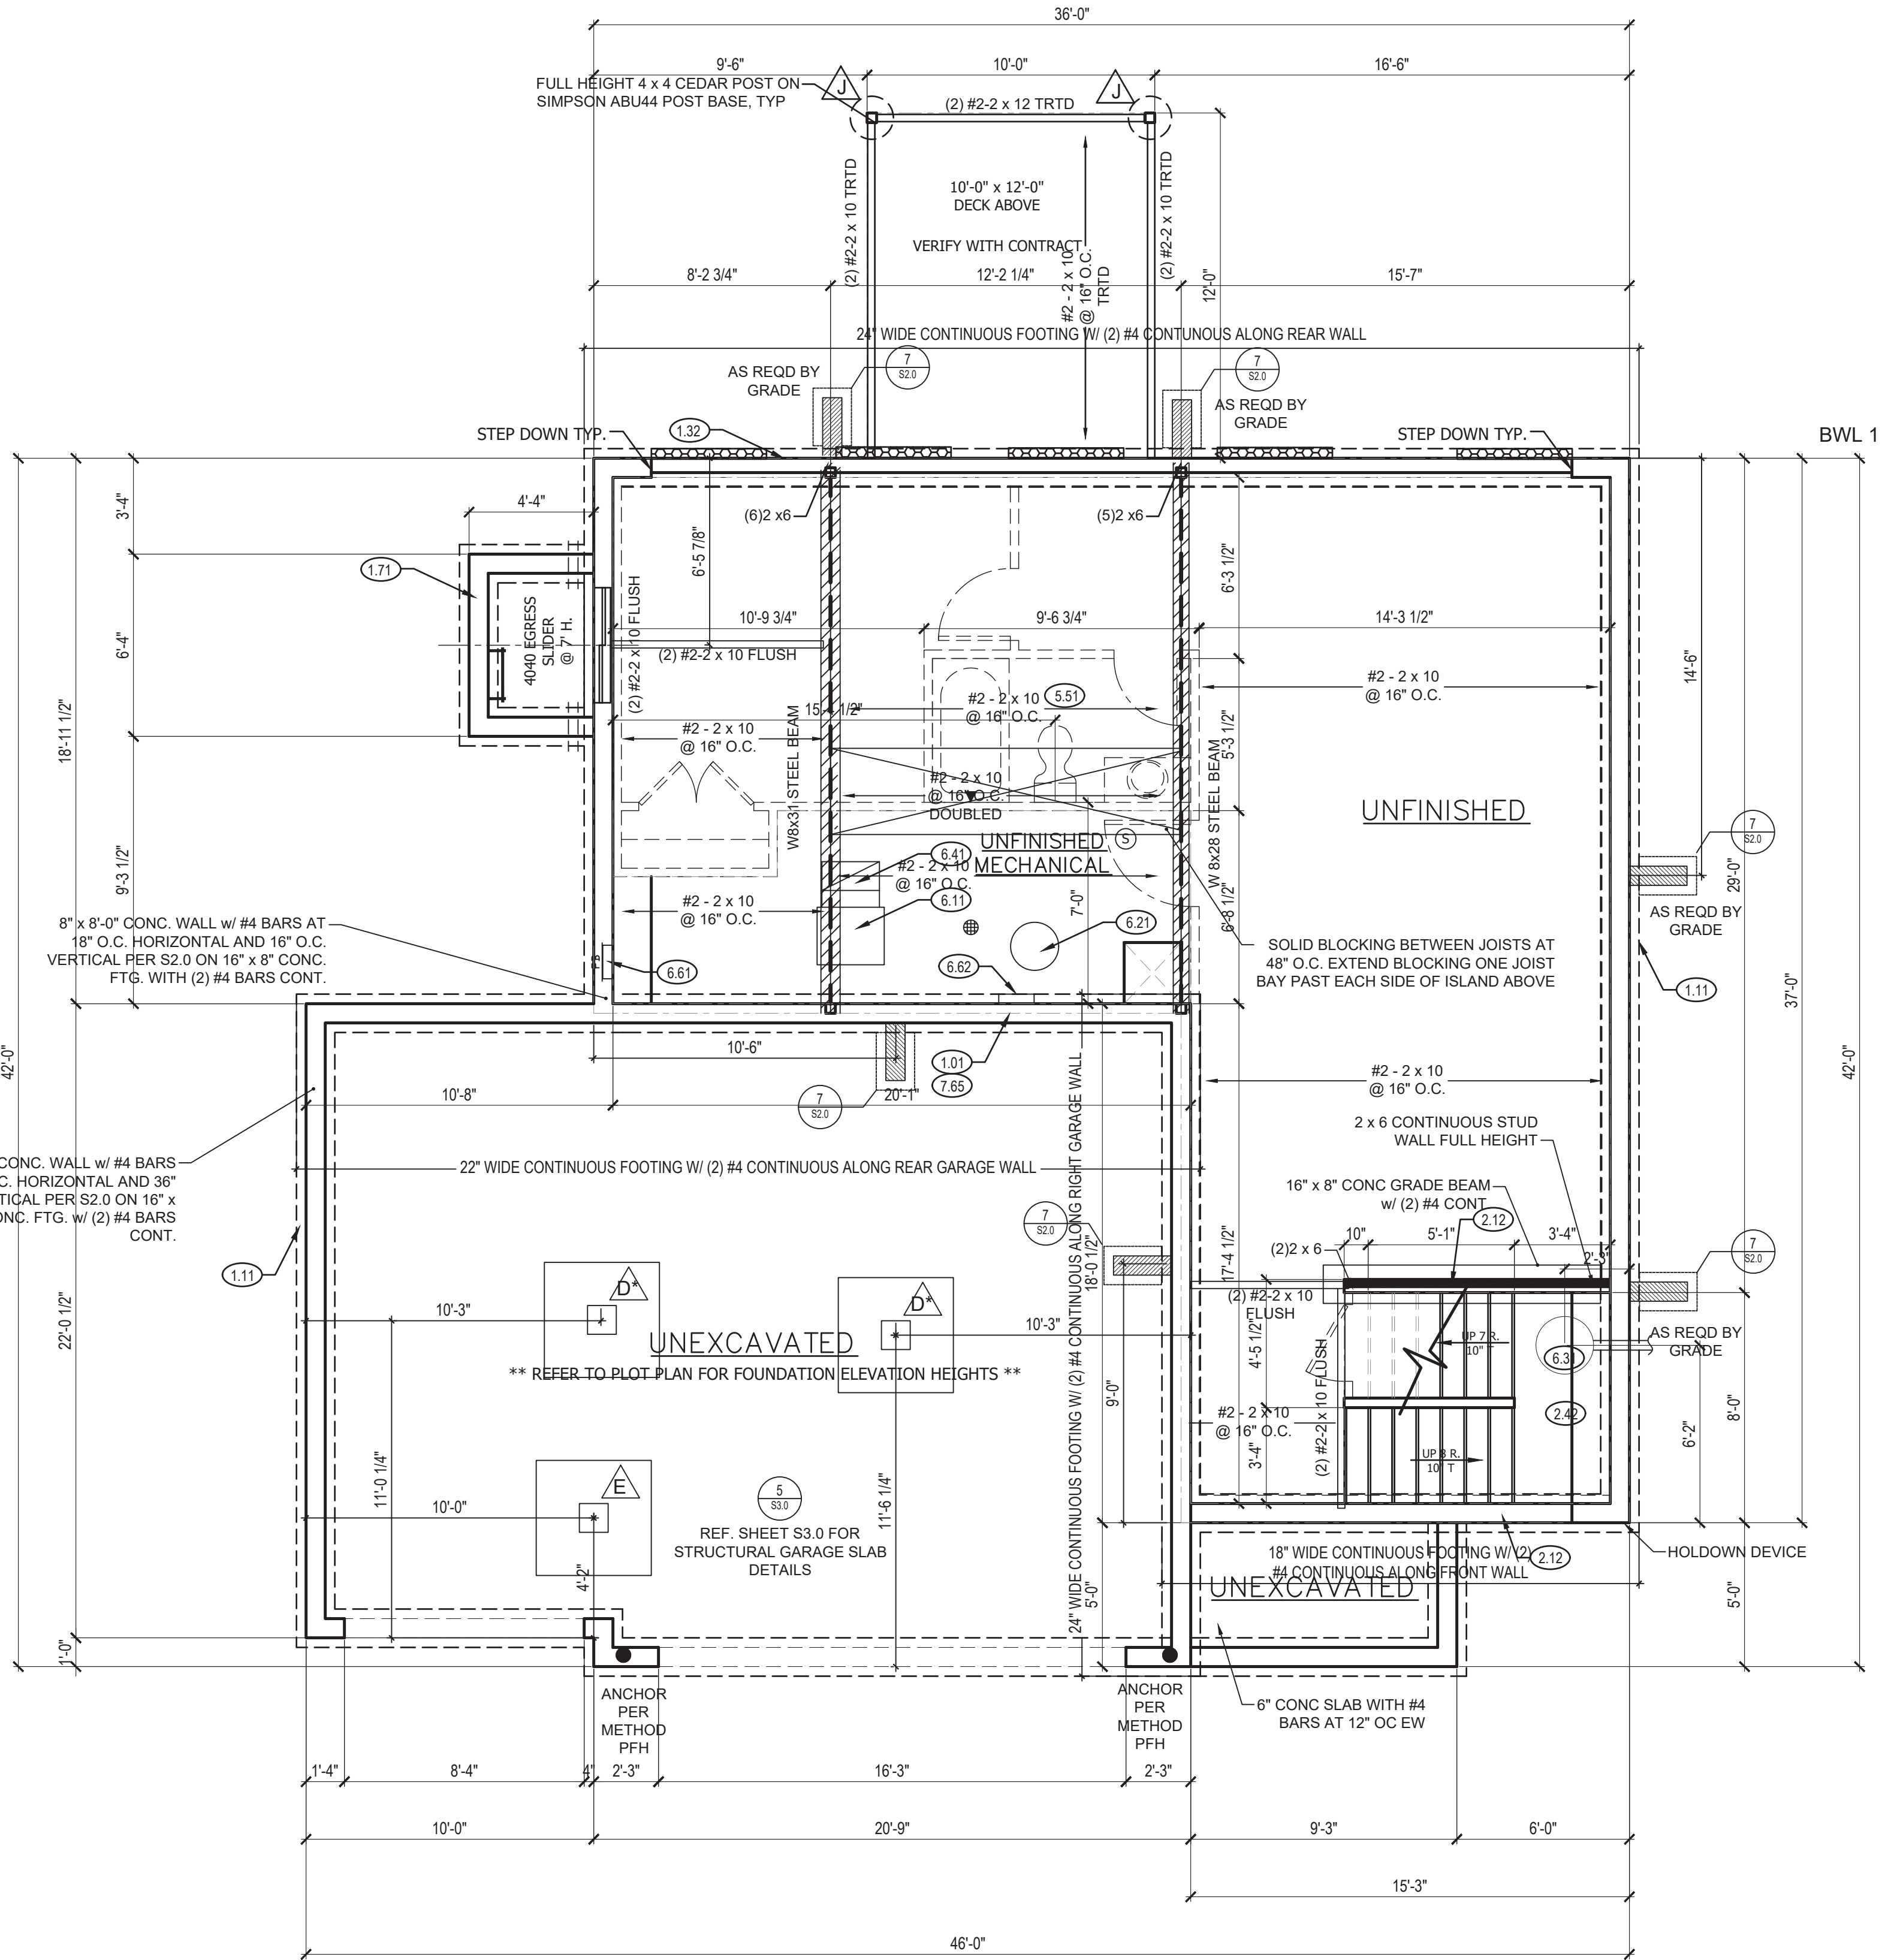 36'-0"
9'-6"
10'-0"
16'-6"
FULL HEIGHT 4 x 4 CEDAR POST ON
SIMPSON ABU44 POST BASE, TYP
J
J
(2) #2-2 x 12 TRTD
(2) #2-2 x 10 TRTD
(2) #2-2 x 10 TRTD
10'-0" x 12'-0"
DECK ABOVE
VERIFY WITH CONTRACT
#2 - 2 x 10
@ 16" O.C.
TRTD
12'-0"
8'-2 3/4"
12'-2 1/4"
15'-7"
24" WIDE CONTINUOUS FOOTING W/ (2) #4 CONTUNOUS ALONG REAR WALL
7
S2.0
7
S2.0
AS REQD BY
GRADE
AS REQD BY
GRADE
STEP DOWN TYP.
1.32
STEP DOWN TYP.
BWL 1
4'-4"
3'-4"
(6)2 x6
(5)2 x6
6'-5 7/8"
6'-3 1/2"
1.71
4040 EGRESS
SLIDER
@ 7' H.
(2) #2-2 x 10 FLUSH
10'-9 3/4"
9'-6 3/4"
14'-3 1/2"
(2) #2-2 x 10 FLUSH
6'-4"
14'-6"
#2 - 2 x 10
@ 16" O.C.
#2 - 2 x 10
@ 16" O.C.
5.51
#2 - 2 x 10
@ 16" O.C.
18'-11 1/2"
W8x31 STEEL BEAM
W 8x28 STEEL BEAM
5'-3 1/2"
#2 - 2 x 10
@ 16" O.C.
DOUBLED
UNFINISHED
UNFINISHED
MECHANICAL
S
7
S2.0
9'-3 1/2"
29'-0"
6.41
#2 - 2 x 10
@ 16" O.C.
6.11
#2 - 2 x 10
@ 16" O.C.
7'-0"
6'-8 1/2"
AS REQD BY
GRADE
8" x 8'-0" CONC. WALL w/ #4 BARS AT
18" O.C. HORIZONTAL AND 16" O.C.
VERTICAL PER S2.0 ON 16" x 8" CONC.
FTG. WITH (2) #4 BARS CONT.
6.21
6.61
6.62
SOLID BLOCKING BETWEEN JOISTS AT
48" O.C. EXTEND BLOCKING ONE JOIST
BAY PAST EACH SIDE OF ISLAND ABOVE
1.11
37'-0"
42'-0"
42'-0"
10'-6"
1.01
7.65
10'-8"
20'-1"
7
S2.0
#2 - 2 x 10
@ 16" O.C.
2 x 6 CONTINUOUS STUD
WALL FULL HEIGHT
CONC. WALL w/ #4 BARS
C. HORIZONTAL AND 36"
TICAL PER S2.0 ON 16" x
ONC. FTG. w/ (2) #4 BARS
CONT.
22" WIDE CONTINUOUS FOOTING W/ (2) #4 CONTINUOUS ALONG REAR GARAGE WALL
24" WIDE CONTINUOUS FOOTING W/ (2) #4 CONTINUOUS ALONG RIGHT GARAGE WALL
16" x 8" CONC GRADE BEAM
w/ (2) #4 CONT
2.12
7
S2.0
18'-0 1/2"
10"
5'-1"
3'-4"
2'-3"
7
S2.0
1.11
(2)2 x 6
17'-4 1/2"
(2) #2-2 x 10
FLUSH
D*
D*
10'-3"
10'-3"
22'-0 1/2"
UNEXCAVATED
** REFER TO PLOT PLAN FOR FOUNDATION ELEVATION HEIGHTS **
4'-5 1/2"
(2) #2-2 x 10 FLUSH
UP 7 R.
10" T
AS REQD BY
GRADE
2.42
9'-0"
#2 - 2 x 10
@ 16" O.C.
3'-4"
UP 8 R.
10" T
8'-0"
6'-2"
11'-0 1/4"
10'-0"
E
11'-6 1/4"
5
S3.0
REF. SHEET S3.0 FOR
STRUCTURAL GARAGE SLAB
DETAILS
4'-2"
18" WIDE CONTINUOUS FOOTING W/ (2)
#4 CONTINUOUS ALONG FRONT WALL
2.12
HOLDOWN DEVICE
UNEXCAVATED
5'-0"
5'-0"
1'-0"
6" CONC SLAB WITH #4
BARS AT 12" OC EW
ANCHOR
PER
METHOD
PFH
ANCHOR
PER
METHOD
PFH
1'-4"
8'-4"
4"
2'-3"
16'-3"
2'-3"
10'-0"
20'-9"
9'-3"
6'-0"
15'-3"
46'-0"